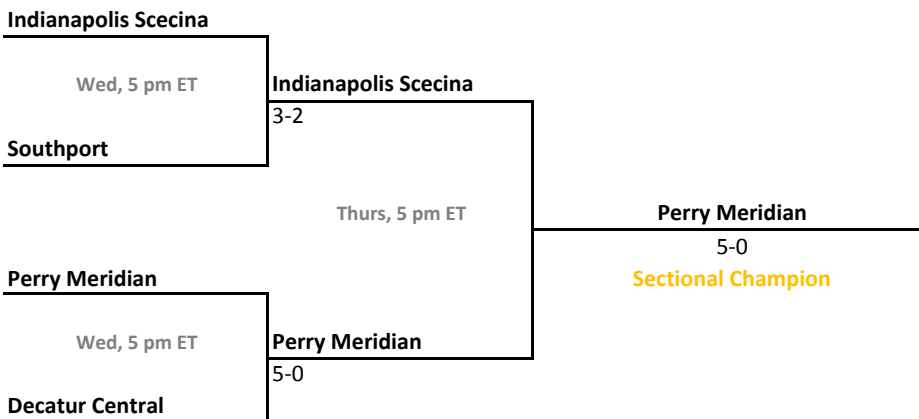 Indianapolis Scecina
Wed, 5 pm ET
Indianapolis Scecina
3-2
Southport
Thurs, 5 pm ET
Perry Meridian
5-0
Sectional Champion
Perry Meridian
Wed, 5 pm ET
Perry Meridian
5-0
Decatur Central